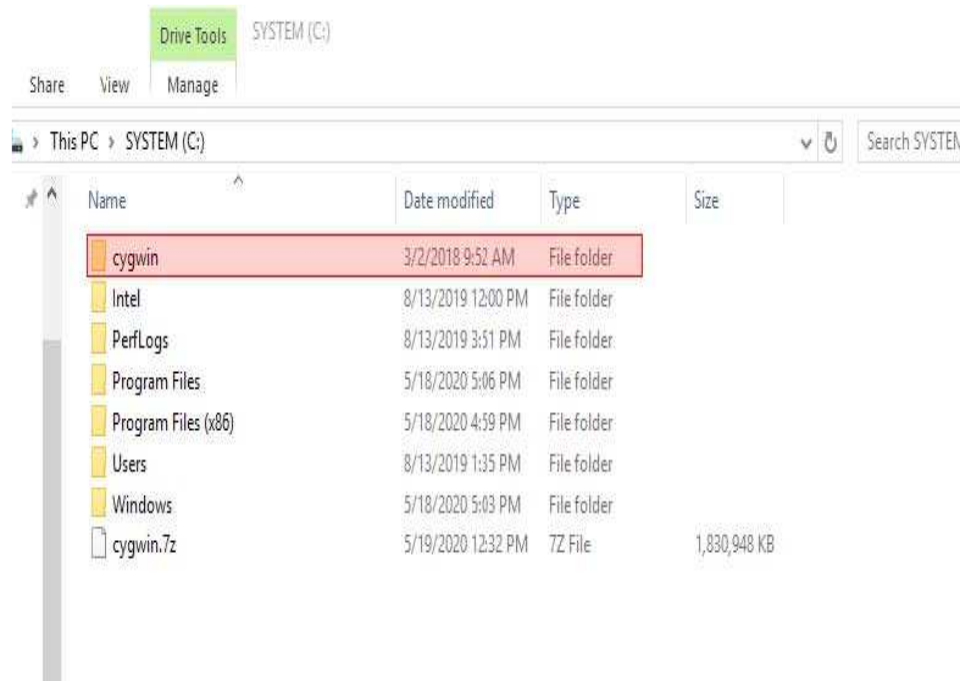 Drive Tools SYSTEM (C:)
Share View Manage
This PC > SYSTEM (C:) Search SYSTEM
Name Date modified Type Size
cygwin 3/2/2018 9:52 AM File folder
Intel 8/13/2019 12:00 PM File folder
PerfLogs 8/13/2019 3:51 PM File folder
Program Files 5/18/2020 5:06 PM File folder
Program Files (x86) 5/18/2020 4:59 PM File folder
Users 8/13/2019 1:35 PM File folder
Windows 5/18/2020 5:03 PM File folder
cygwin.7z 5/19/2020 12:32 PM 7Z File 1,830,948 KB